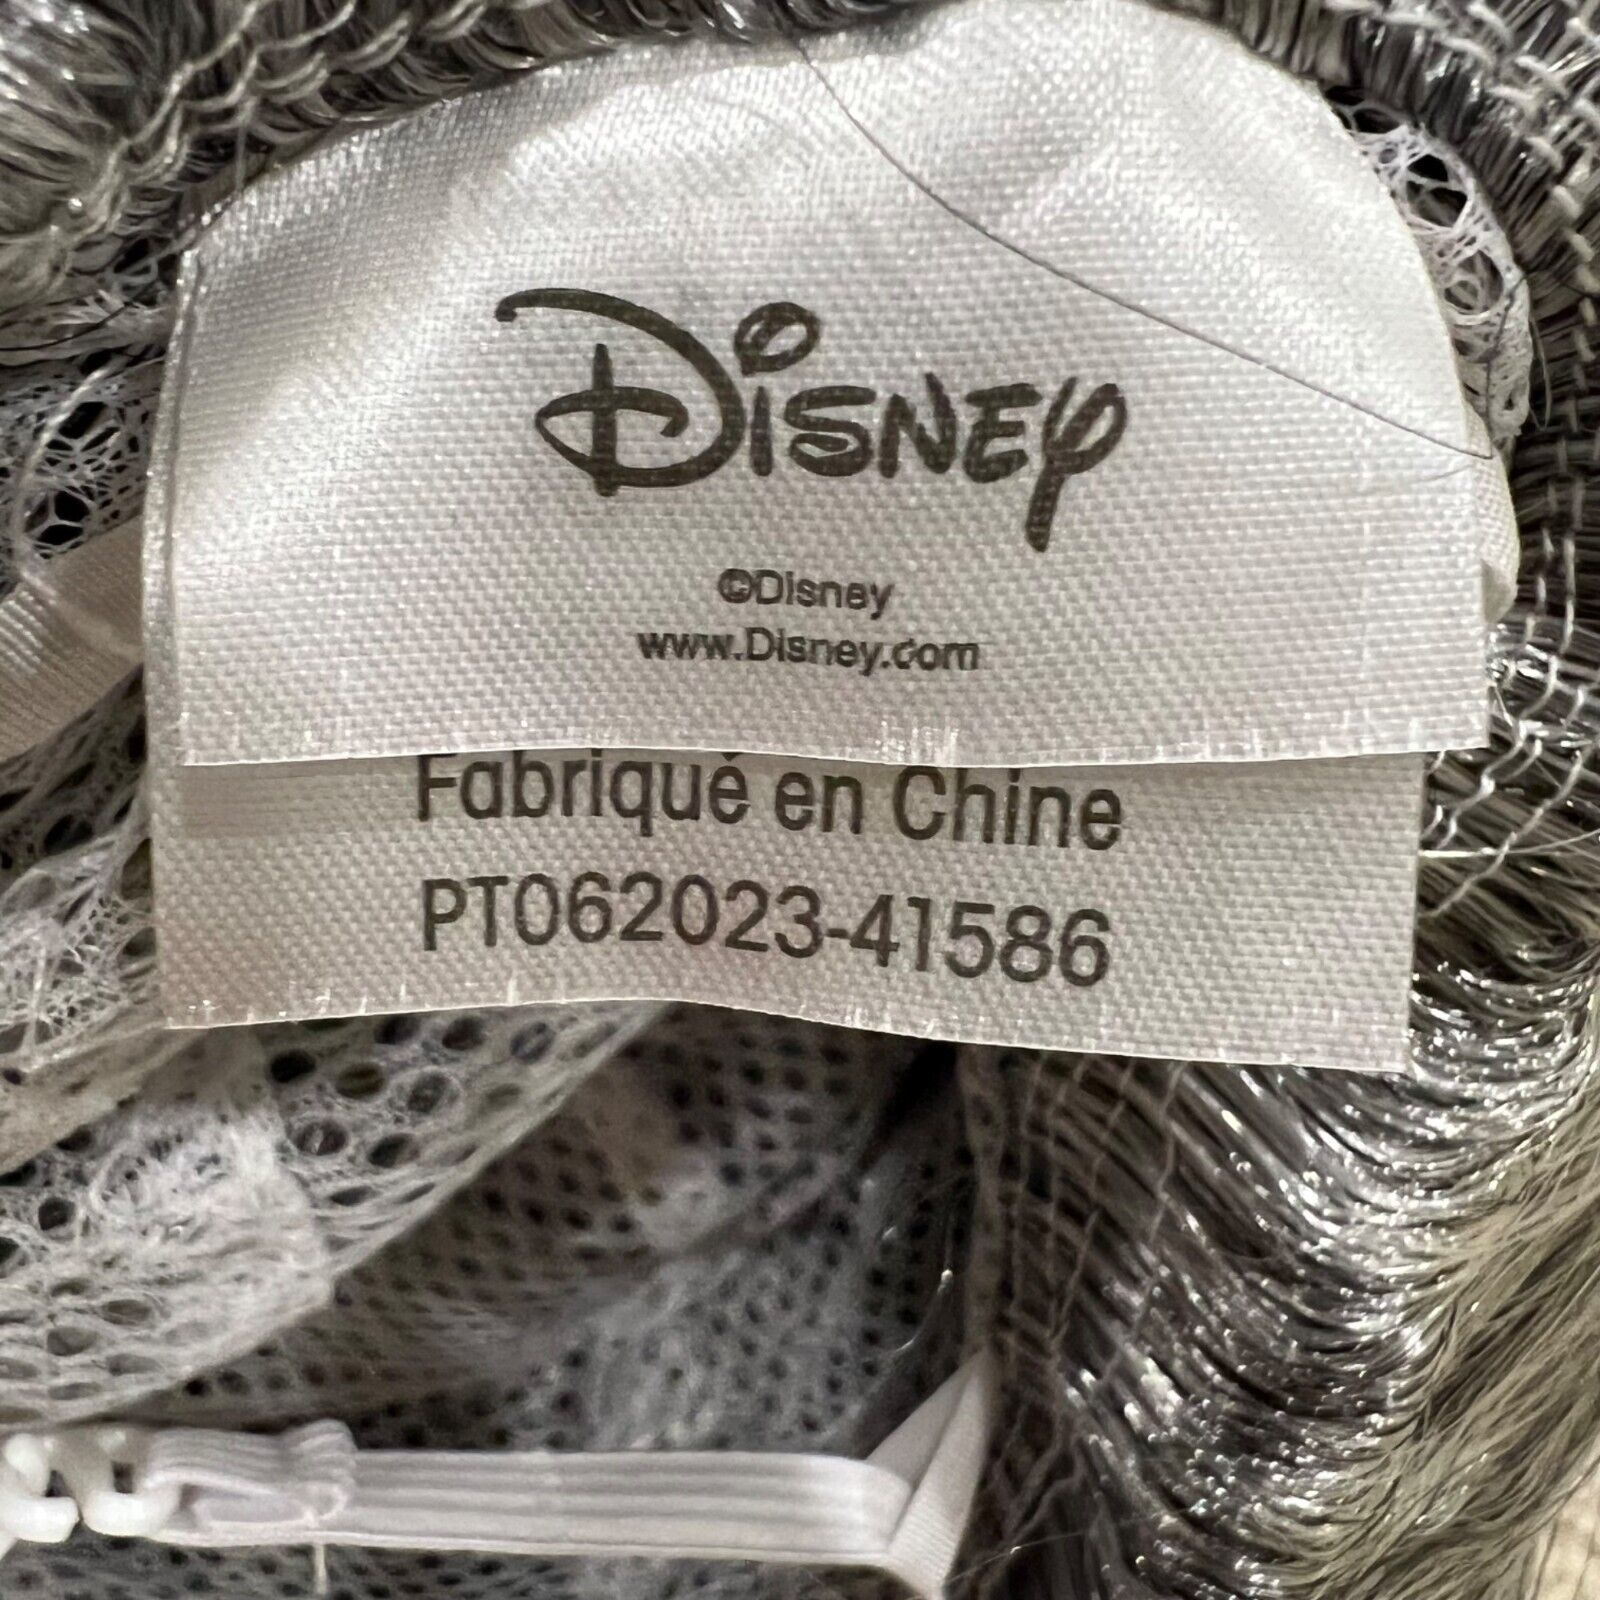 Disney
©Disney
www.Disney.com
Fabriqué en Chine
PT062023-41586